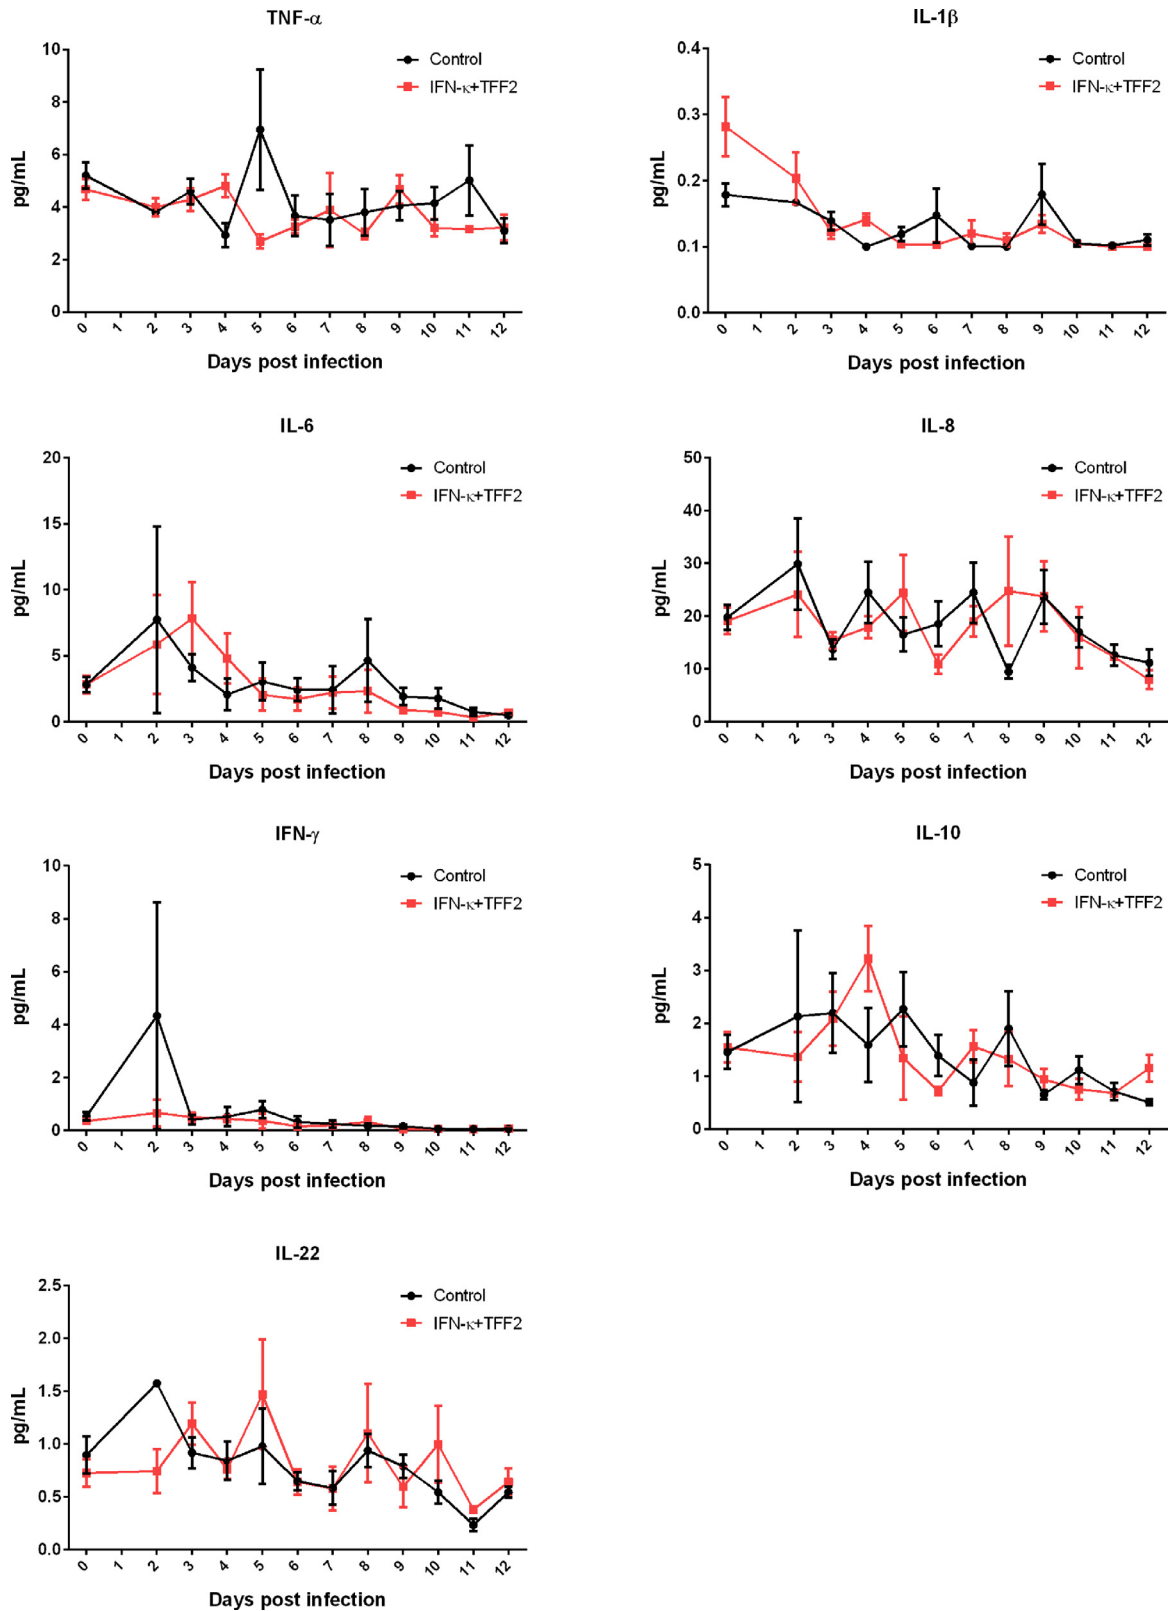 TNF-α
10
8
6
4
2
0
pg/mL
Control
IFN-κ+TFF2
0 1 2 3 4 5 6 7 8 9 10 11 12
Days post infection
IL-1β
0.4
0.3
0.2
0.1
0.0
pg/mL
Control
IFN-κ+TFF2
0 1 2 3 4 5 6 7 8 9 10 11 12
Days post infection
IL-6
20
15
10
5
0
pg/mL
Control
IFN-κ+TFF2
0 1 2 3 4 5 6 7 8 9 10 11 12
Days post infection
IL-8
50
40
30
20
10
0
pg/mL
Control
IFN-κ+TFF2
0 1 2 3 4 5 6 7 8 9 10 11 12
Days post infection
IFN-γ
10
8
6
4
2
0
pg/mL
Control
IFN-κ+TFF2
0 1 2 3 4 5 6 7 8 9 10 11 12
Days post infection
IL-10
5
4
3
2
1
0
pg/mL
Control
IFN-κ+TFF2
0 1 2 3 4 5 6 7 8 9 10 11 12
Days post infection
IL-22
2.5
2.0
1.5
1.0
0.5
0.0
pg/mL
Control
IFN-κ+TFF2
0 1 2 3 4 5 6 7 8 9 10 11 12
Days post infection